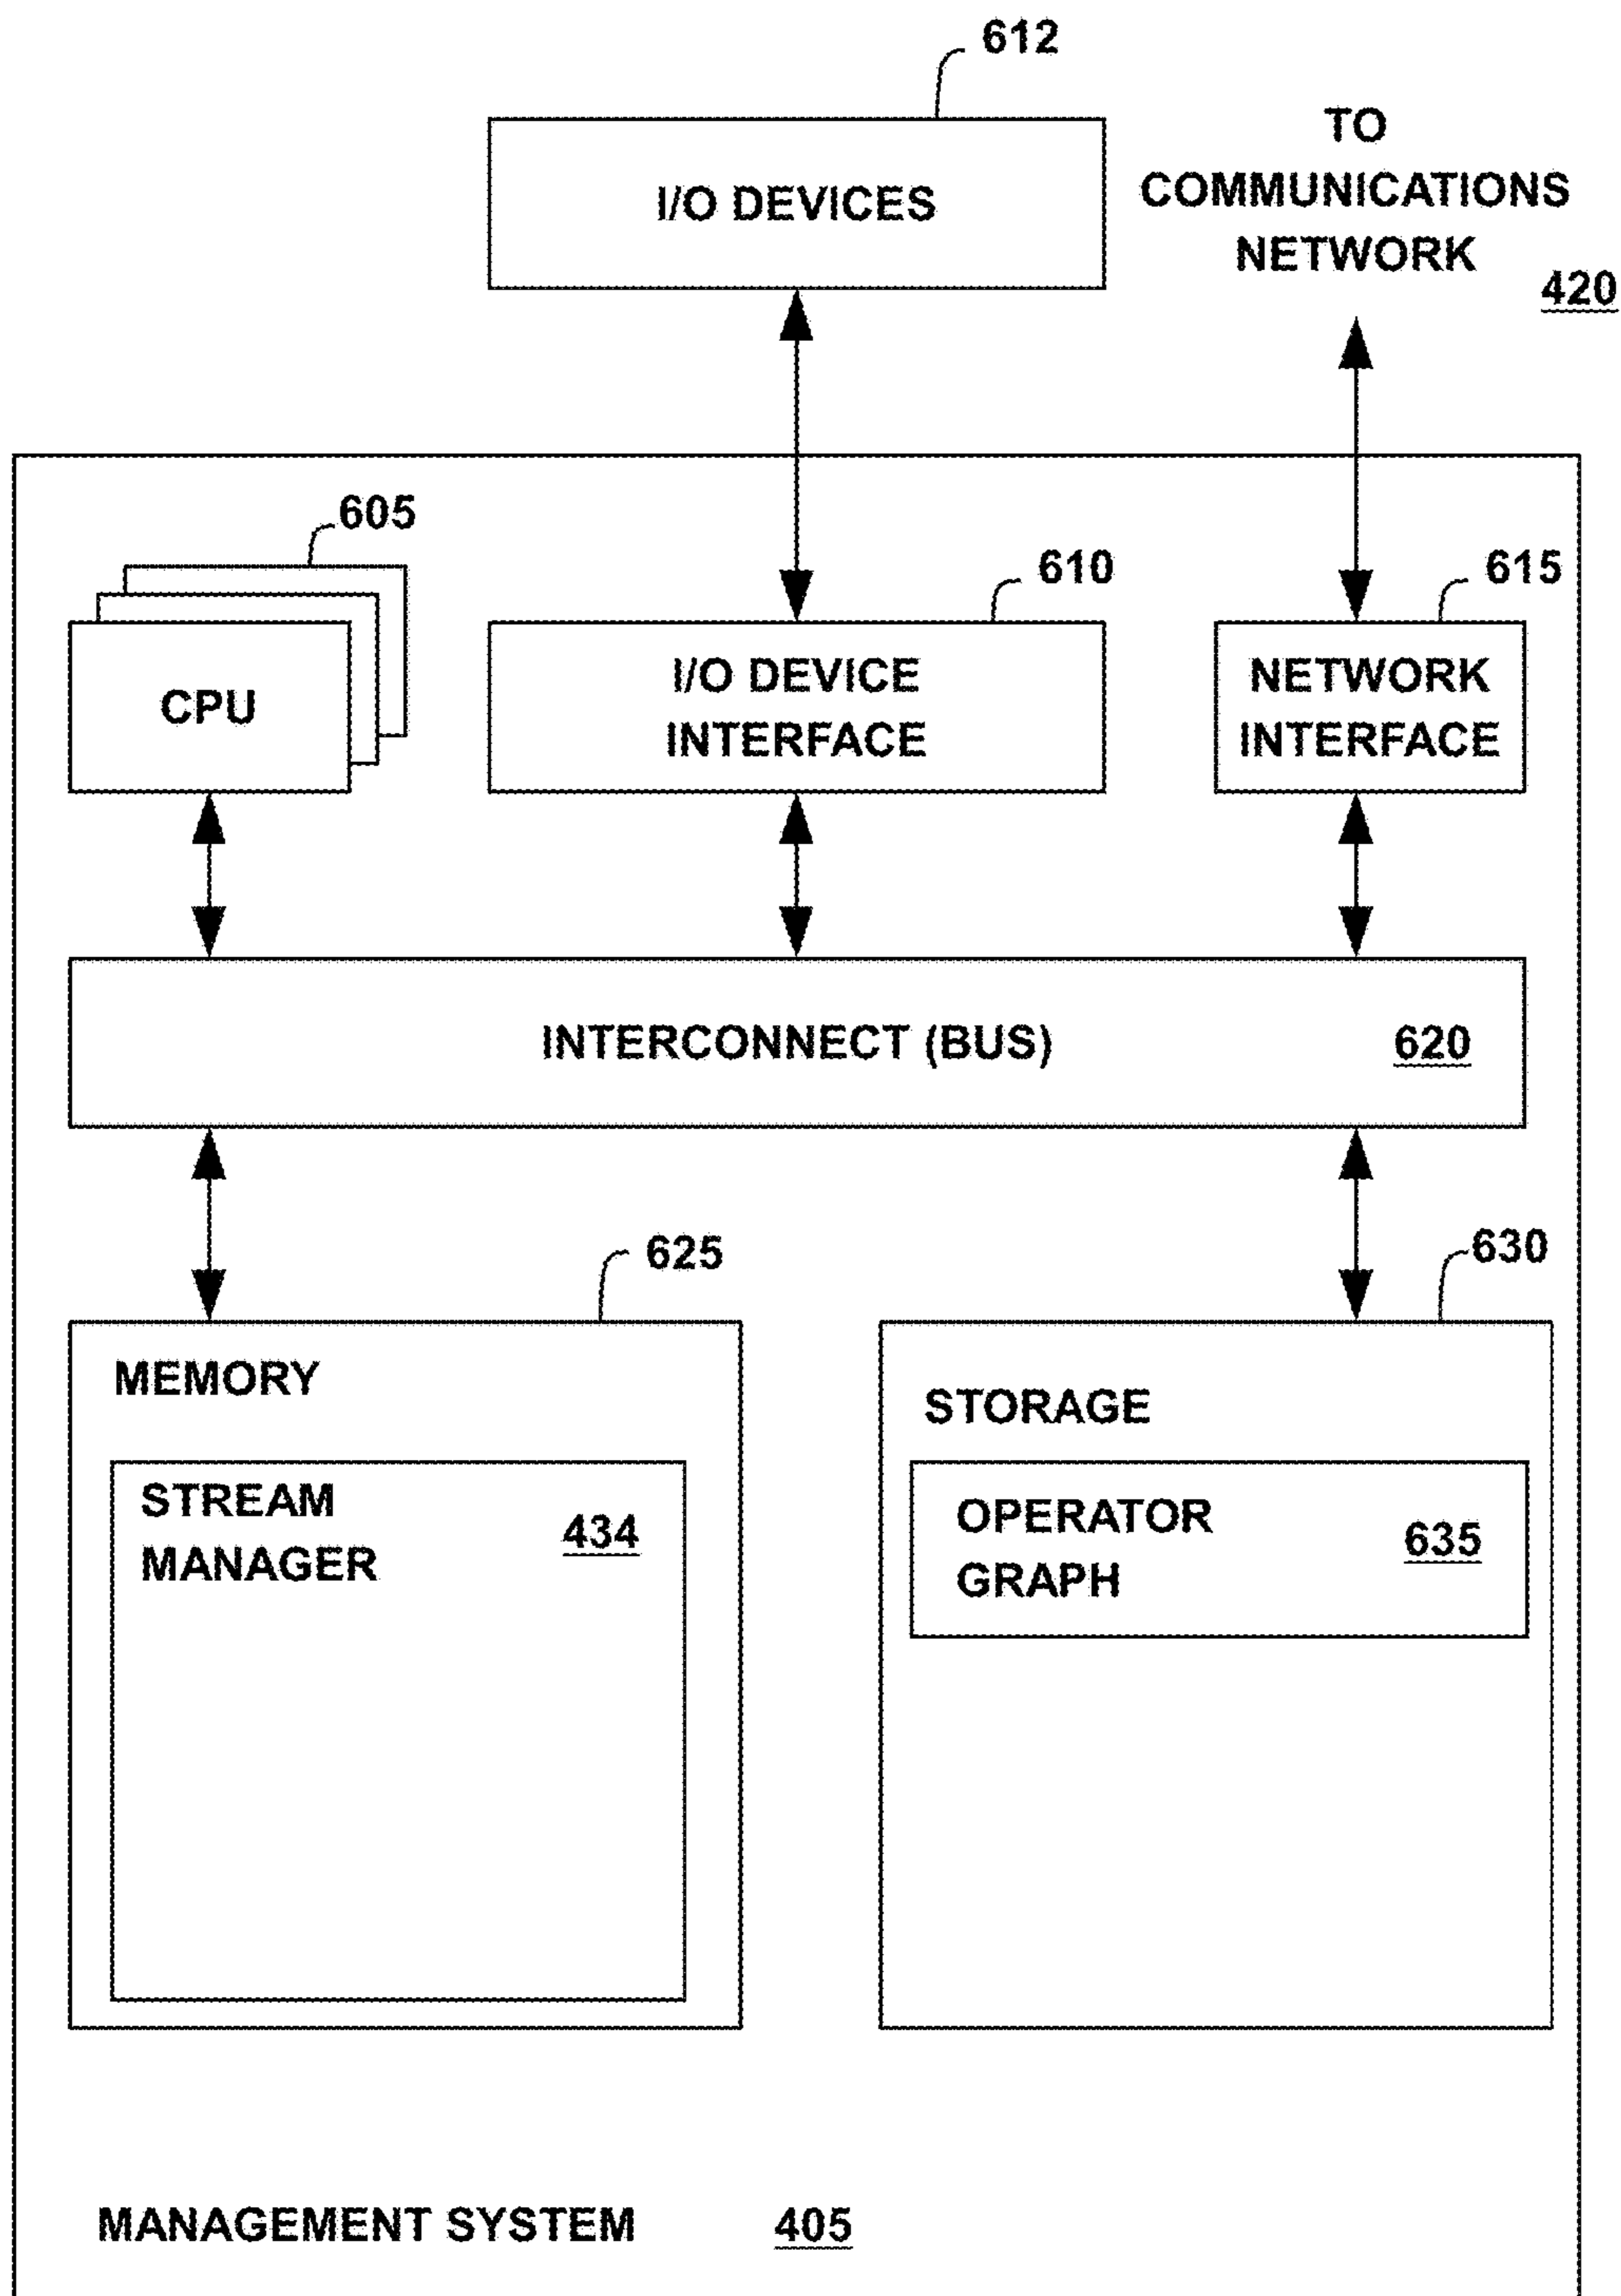 612
I/O DEVICES
TO
COMMUNICATIONS
NETWORK
420
605
610
615
CPU
I/O DEVICE
INTERFACE
NETWORK
INTERFACE
INTERCONNECT (BUS)
620
625
630
MEMORY
STREAM
MANAGER
434
STORAGE
OPERATOR
GRAPH
635
MANAGEMENT SYSTEM
405